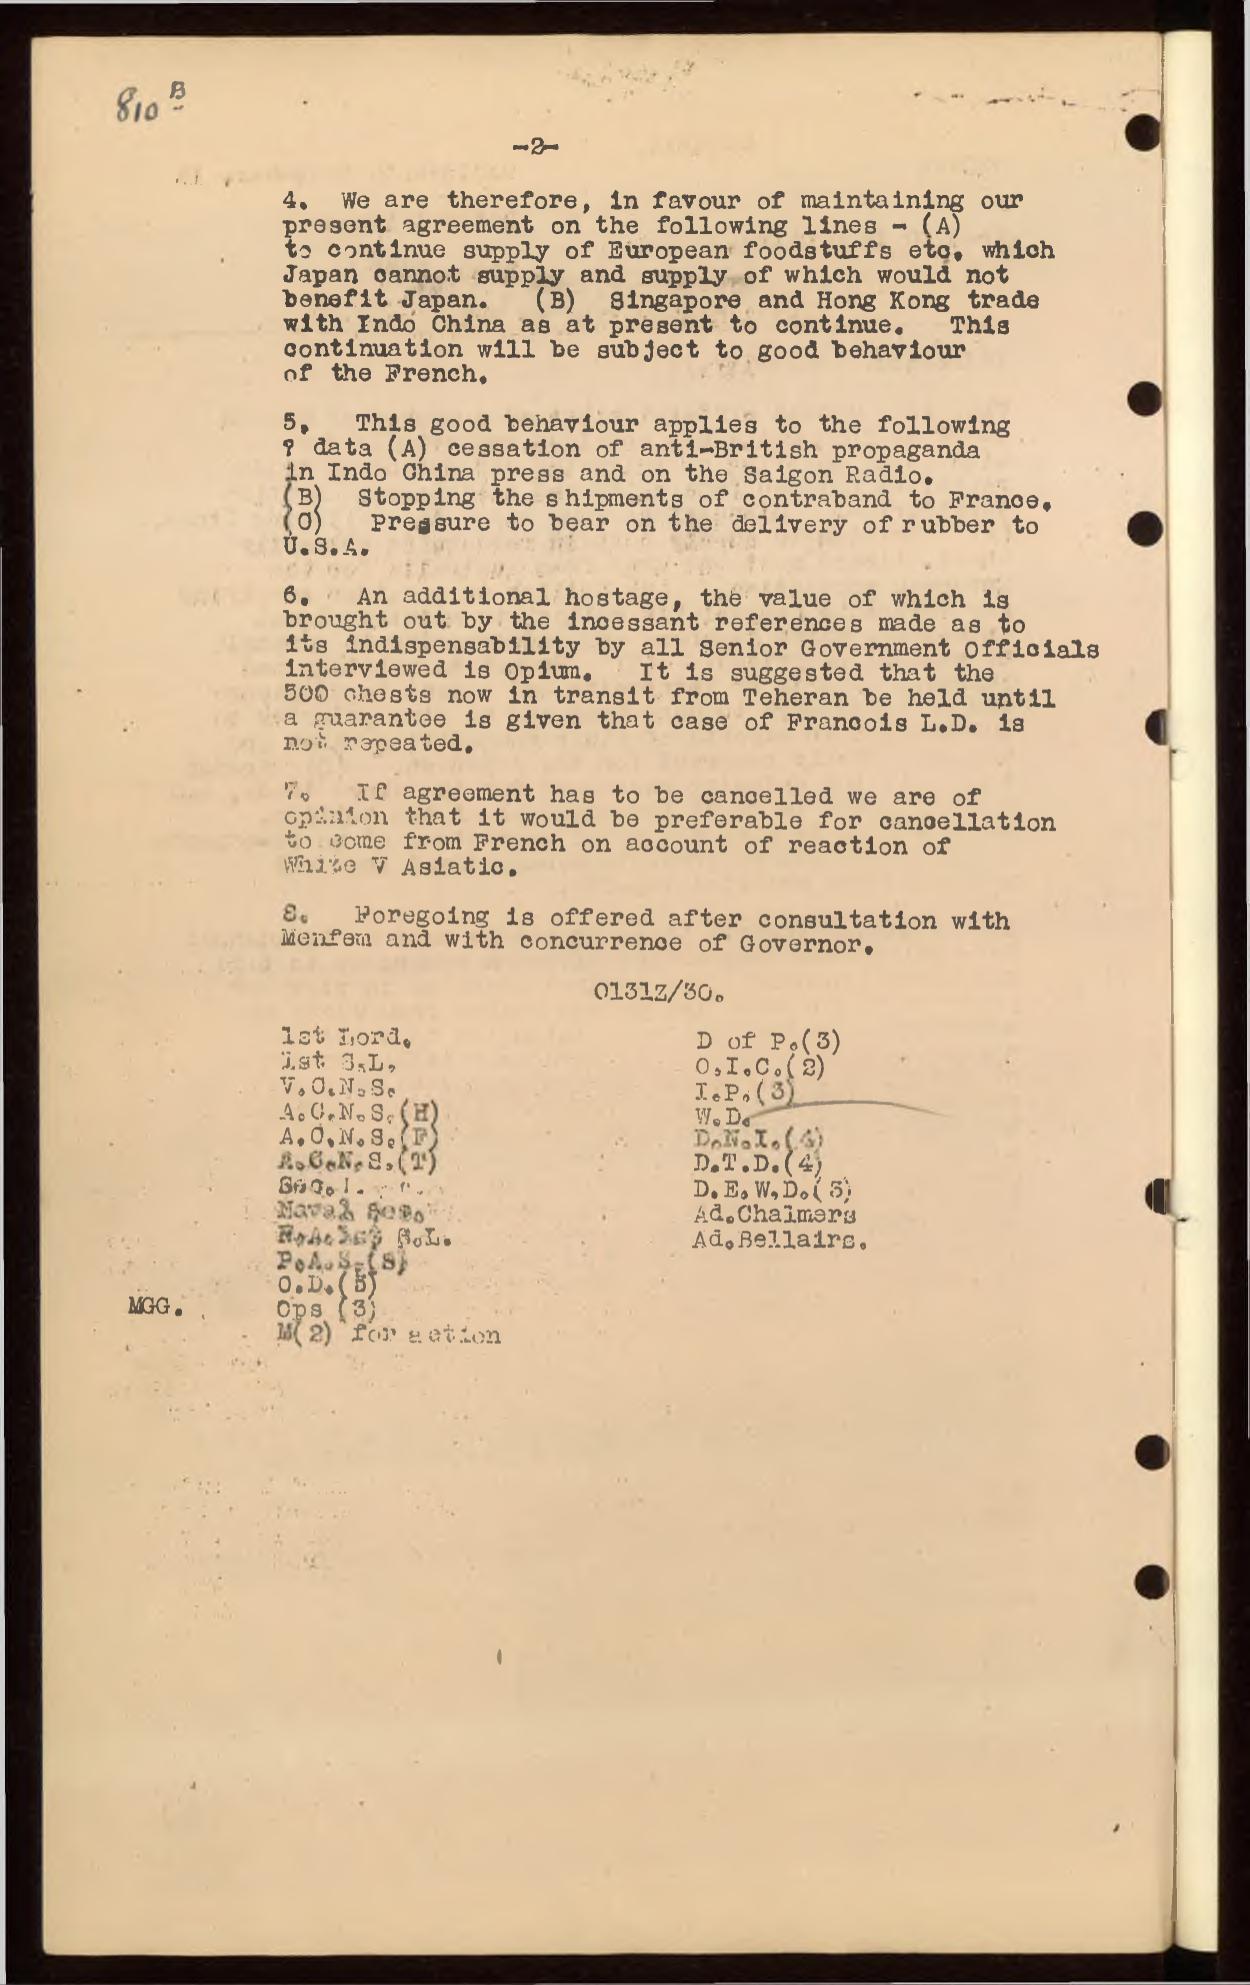 810 B
-2-
4. We are therefore, in favour of maintaining our
present agreement on the following lines - (A)
to continue supply of European foodstuffs etc. which
Japan cannot supply and supply of which would not
benefit Japan. (B) Singapore and Hong Kong trade
with Indo China as at present to continue. This
continuation will be subject to good behaviour
of the French.
5. This good behaviour applies to the following
? data (A) cessation of anti-British propaganda
in Indo China press and on the Saigon Radio.
(B) Stopping the shipments of contraband to France.
(C) Pressure to bear on the delivery of rubber to
U.S.A.
6. An additional hostage, the value of which is
brought out by the incessant references made as to
its indispensability by all Senior Government Officials
interviewed is Opium. It is suggested that the
500 chests now in transit from Teheran be held until
a guarantee is given that case of Francois L.D. is
not repeated.
7. If agreement has to be cancelled we are of
opinion that it would be preferable for cancellation
to come from French on account of reaction of
White V Asiatic.
8. Foregoing is offered after consultation with
Menfem and with concurrence of Governor.
0131Z/30.
1st Lord.
1st S.L.
V.C.N.S.
A.C.N.S.(H)
A.C.N.S.(F)
A.C.N.S.(T)
Sec.
Naval Sec.
N.A. 1st S.L.
P.A.S.(S)
O.D.(5)
Ops (3)
M(2) for action
D of P.(3)
O.I.C.(2)
I.P.(3)
W.D.
D.N.I.(4)
D.T.D.(4)
D.E.W.D.(3)
Ad.Chalmers
Ad.Bellairs.
MGG.